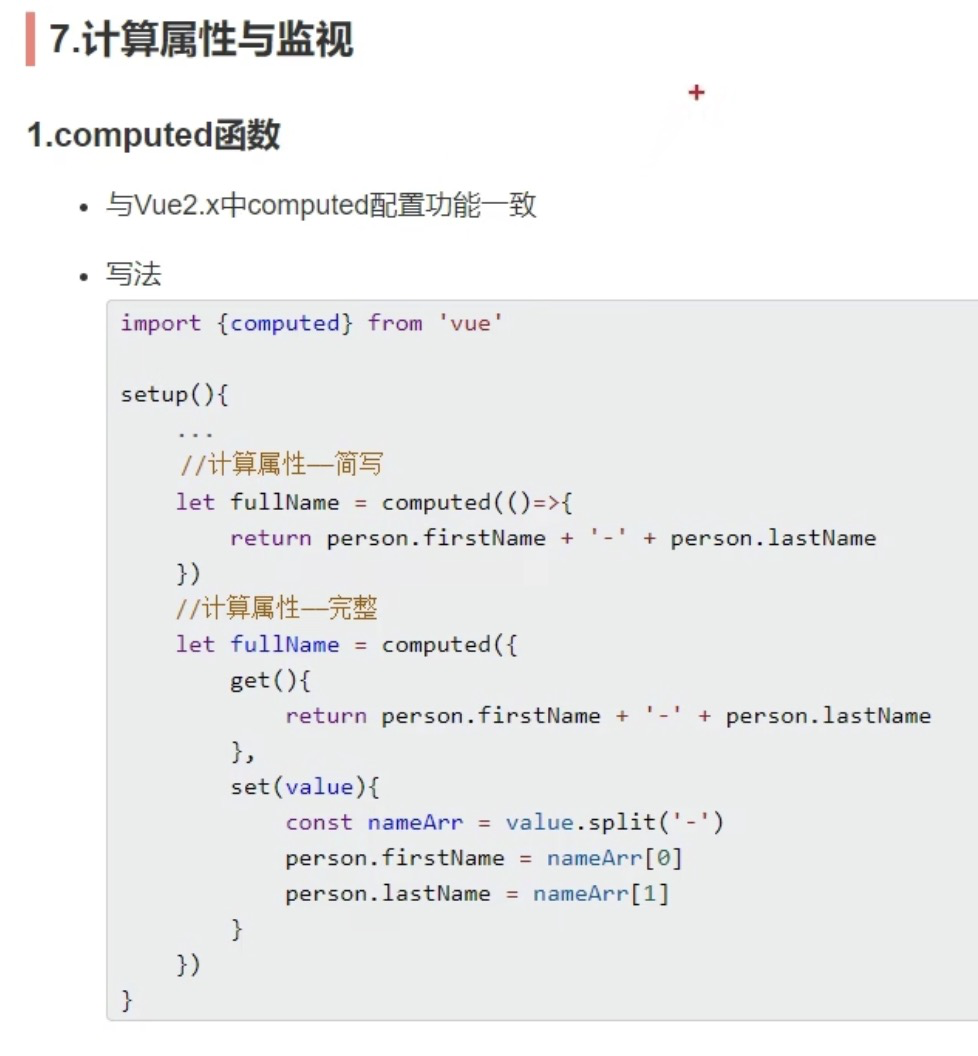 7.计算属性与监视
1.computed函数
• 与Vue2.x中computed配置功能一致
• 写法
import {computed} from 'vue'
setup(){
    ...
    //计算属性——简写
    let fullName = computed(()=>{
        return person.firstName + '-' + person.lastName
    })
    //计算属性——完整
    let fullName = computed({
        get(){
            return person.firstName + '-' + person.lastName
        },
        set(value){
            const nameArr = value.split('-')
            person.firstName = nameArr[0]
            person.lastName = nameArr[1]
        }
    })
}